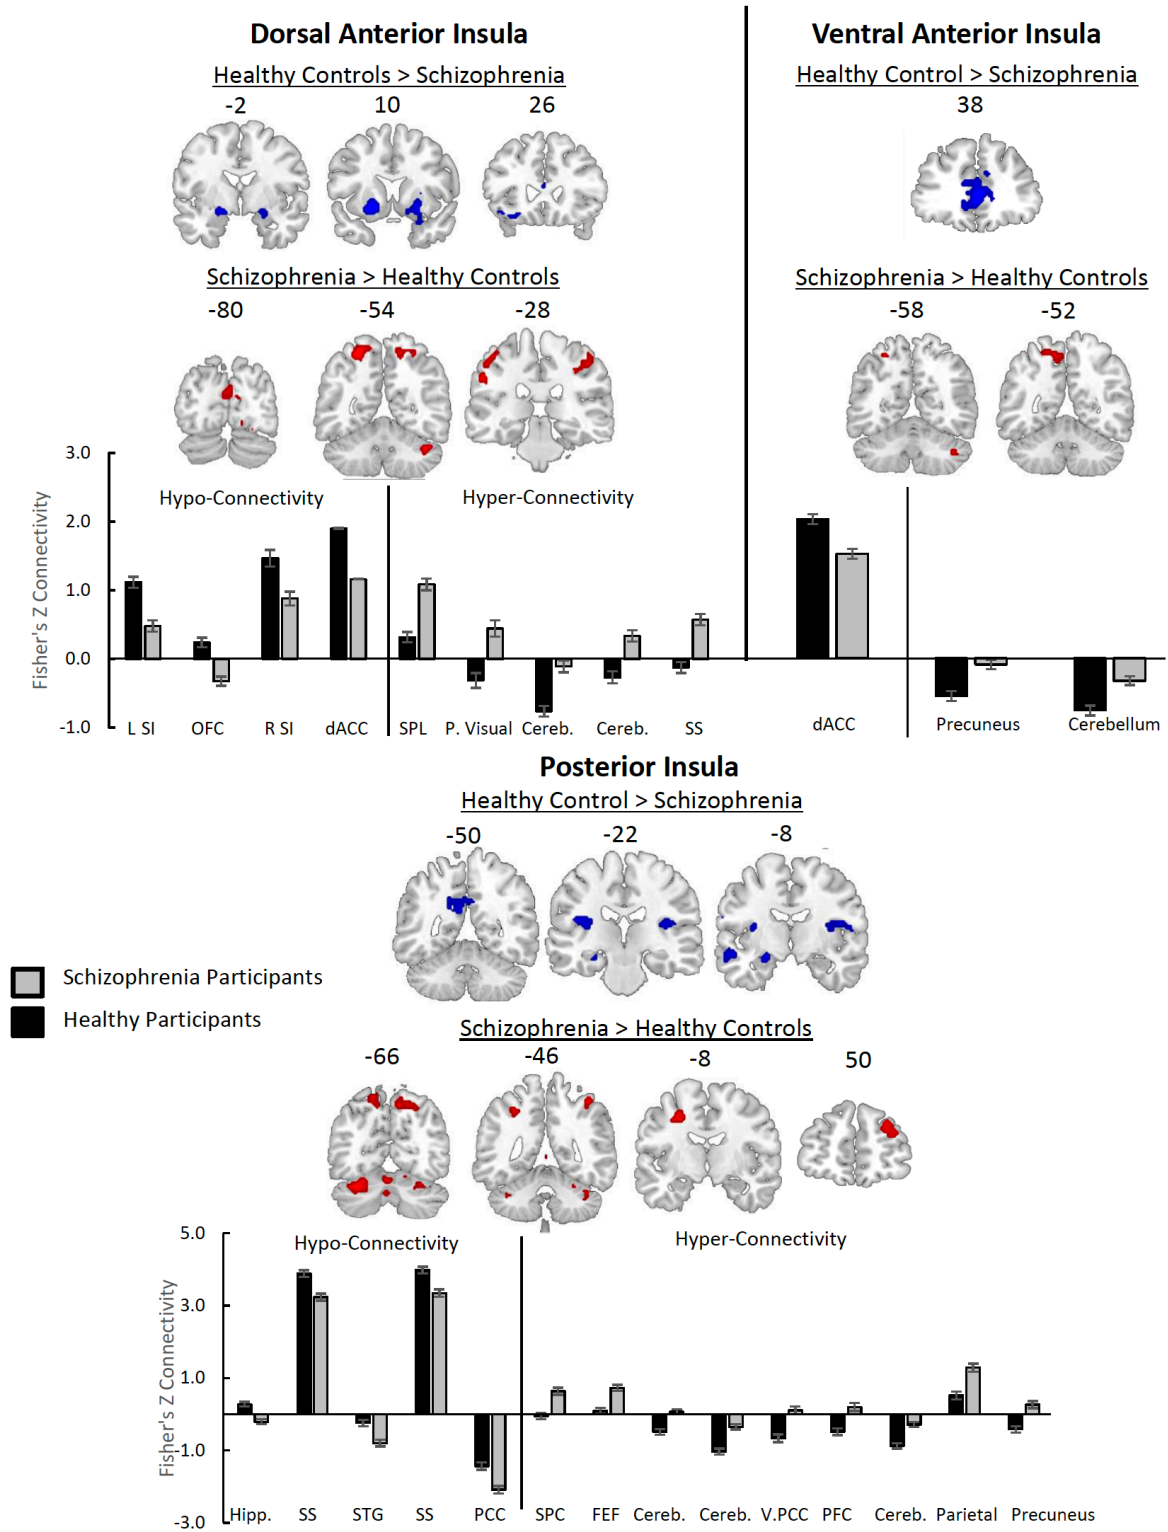 Dorsal Anterior Insula
Healthy Controls > Schizophrenia
-2 10 26
Schizophrenia > Healthy Controls
-80 -54 -28
Ventral Anterior Insula
Healthy Control > Schizophrenia
38
Schizophrenia > Healthy Controls
-58 -52
Fisher's Z Connectivity
3.0
2.0
1.0
0.0
-1.0
Hypo-Connectivity Hyper-Connectivity
L SI OFC R SI dACC SPL P. Visual Cereb. Cereb. SS dACC Precuneus Cerebellum
Posterior Insula
Healthy Control > Schizophrenia
-50 -22 -8
Schizophrenia Participants
Healthy Participants
Schizophrenia > Healthy Controls
-66 -46 -8 50
Fisher's Z Connectivity
5.0
3.0
1.0
-1.0
-3.0
Hypo-Connectivity Hyper-Connectivity
Hipp. SS STG SS PCC SPC FEF Cereb. Cereb. V.PCC PFC Cereb. Parietal Precuneus